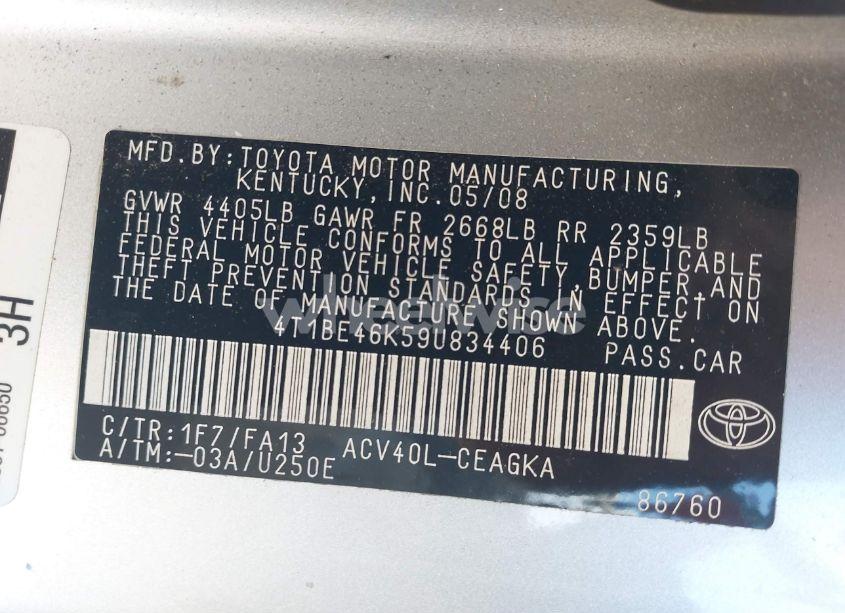 MFD.BY:TOYOTA MOTOR MANUFACTURING,
KENTUCKY,INC.05/08
GVWR 4405LB GAWR FR 2668LB RR 2359LB
THIS VEHICLE CONFORMS TO ALL APPLICABLE
FEDERAL MOTOR VEHICLE SAFETY,BUMPER,AND
THEFT PREVENTION STANDARDS IN EFFECT ON
THE DATE OF MANUFACTURE SHOWN ABOVE.
wheelwise
4T1BE46K59U834406 PASS.CAR
C/TR:1F7/FA13 ACV40L-CEAGKA
A/TM:-03A/U250E
86760
3H